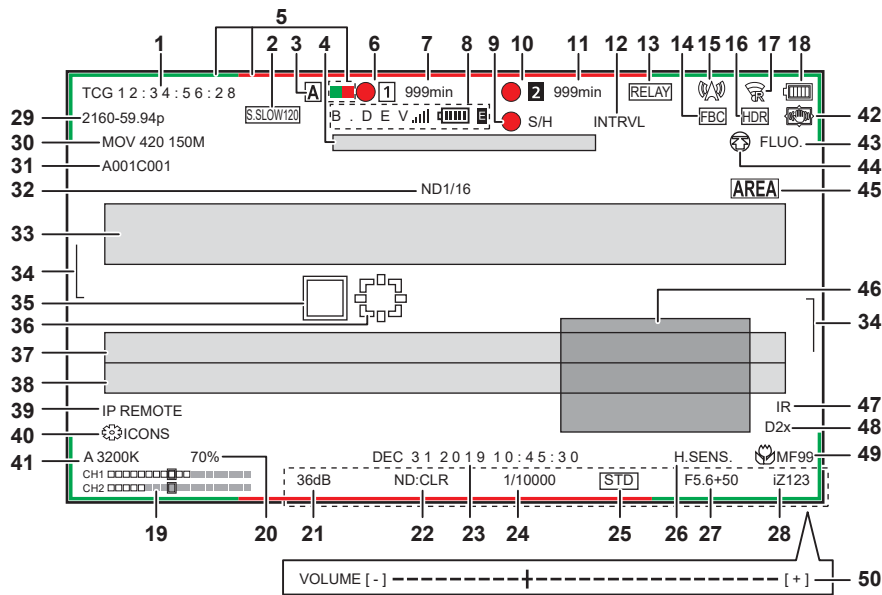 5
1 2 3 4 6 7 8 9 10 11 12 13 14 15 16 17 18
TCG 12:34:56:28 S.SLOW120 A 1 999min 2 999min RELAY
29 2160-59.94p B.DEV E S/H INTRVL FBC HDR 42
30 MOV 420 150M FLUO. 43
31 A001C001 44
32 ND1/16 AREA 45
33
34
35 46
36 34
37
38
39 IP REMOTE IR 47
40 ICONS D2x 48
41 A 3200K 70% DEC 31 2019 10:45:30 H.SENS. MF99 49
CH1
CH2 36dB ND:CLR 1/10000 STD F5.6+50 iZ123
19 20 21 22 23 24 25 26 27 28
VOLUME [ - ] [ + ] 50